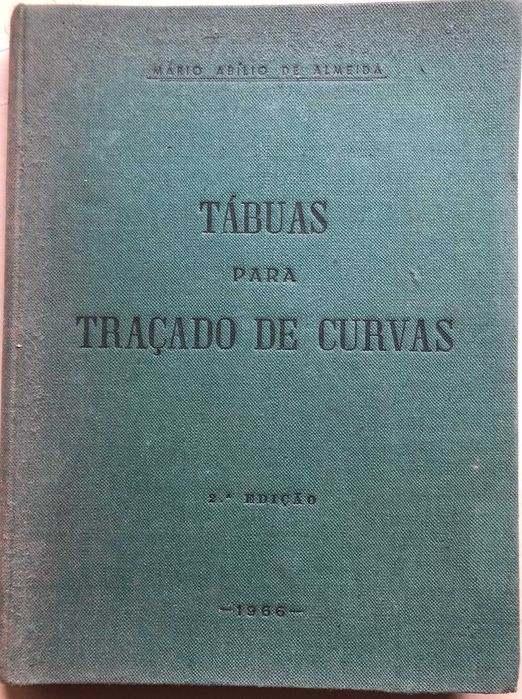 MÁRIO ABÍLIO DE ALMEIDA
TÁBUAS
PARA
TRAÇADO DE CURVAS
2.ª EDIÇÃO
—1966—